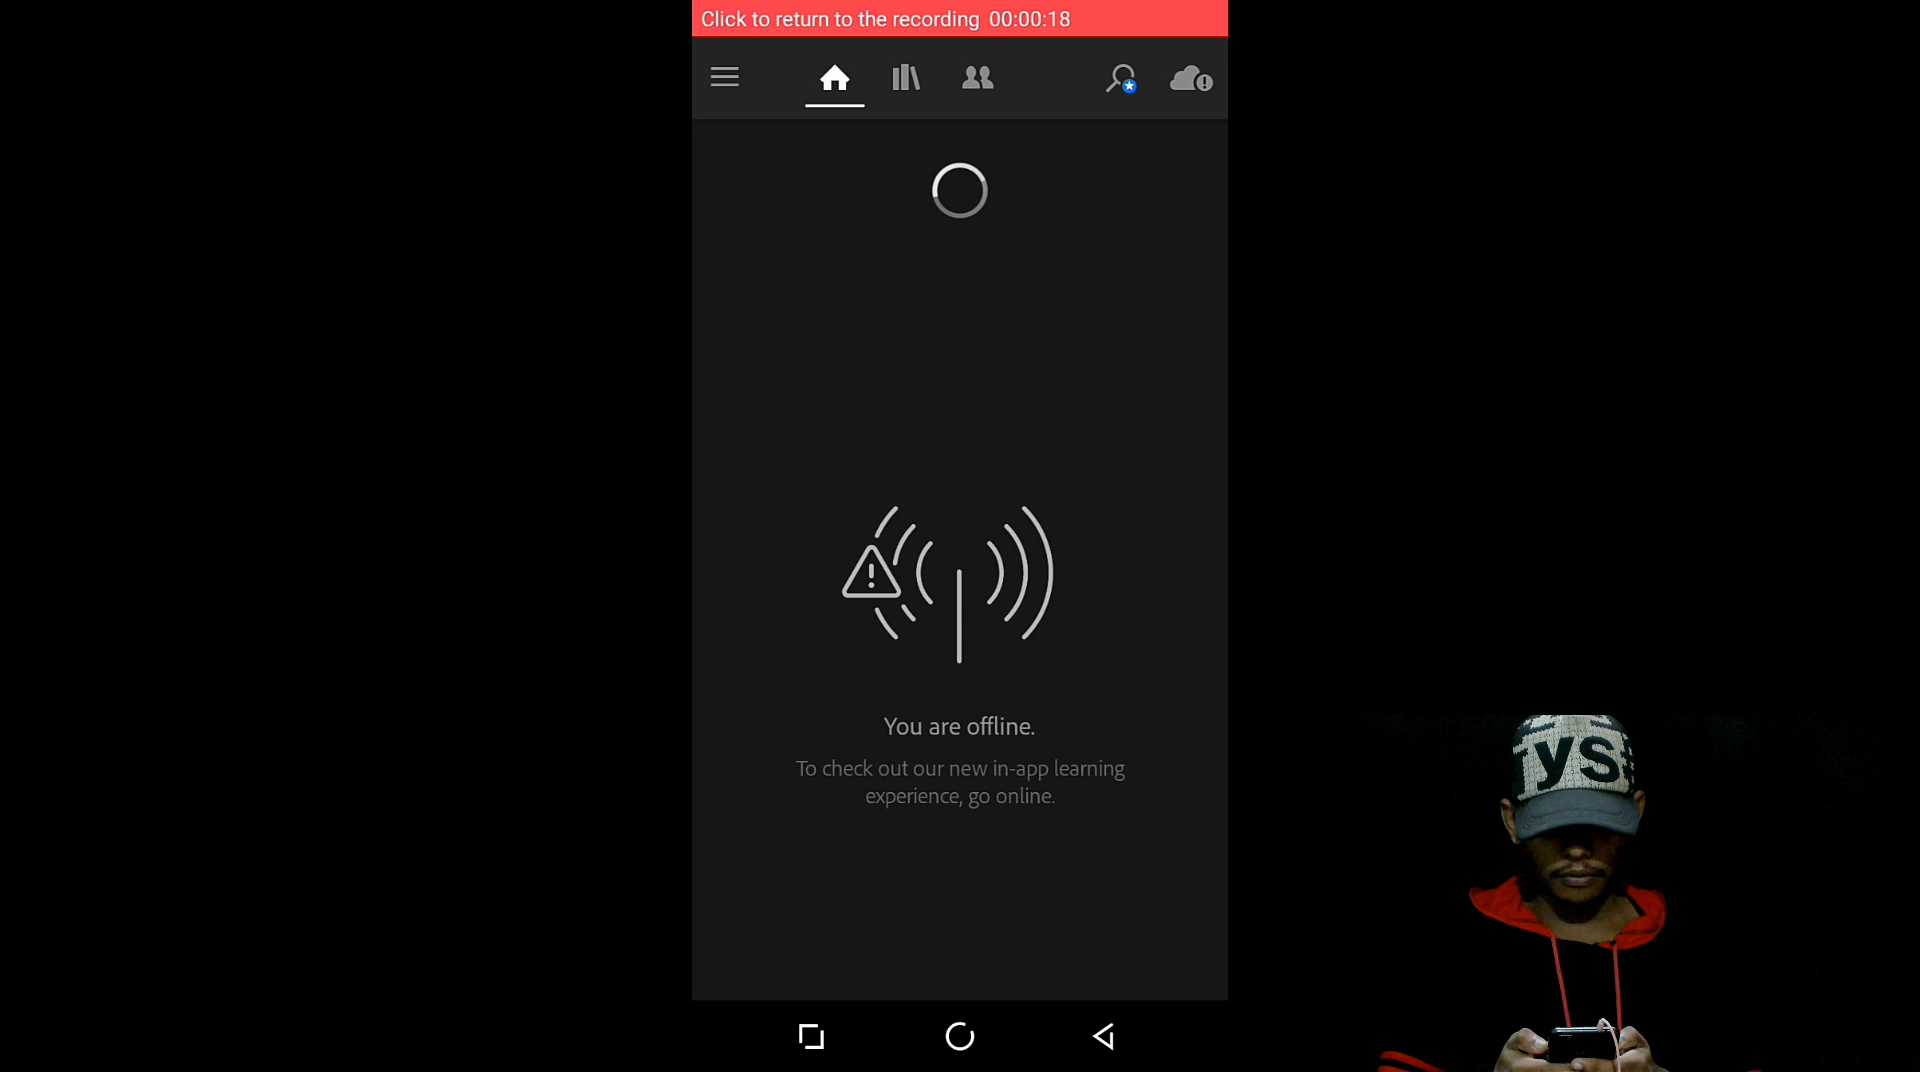 Click to return to the recording 00:00:18
You are offline.
To check out our new in-app learning
experience, go online.
ys